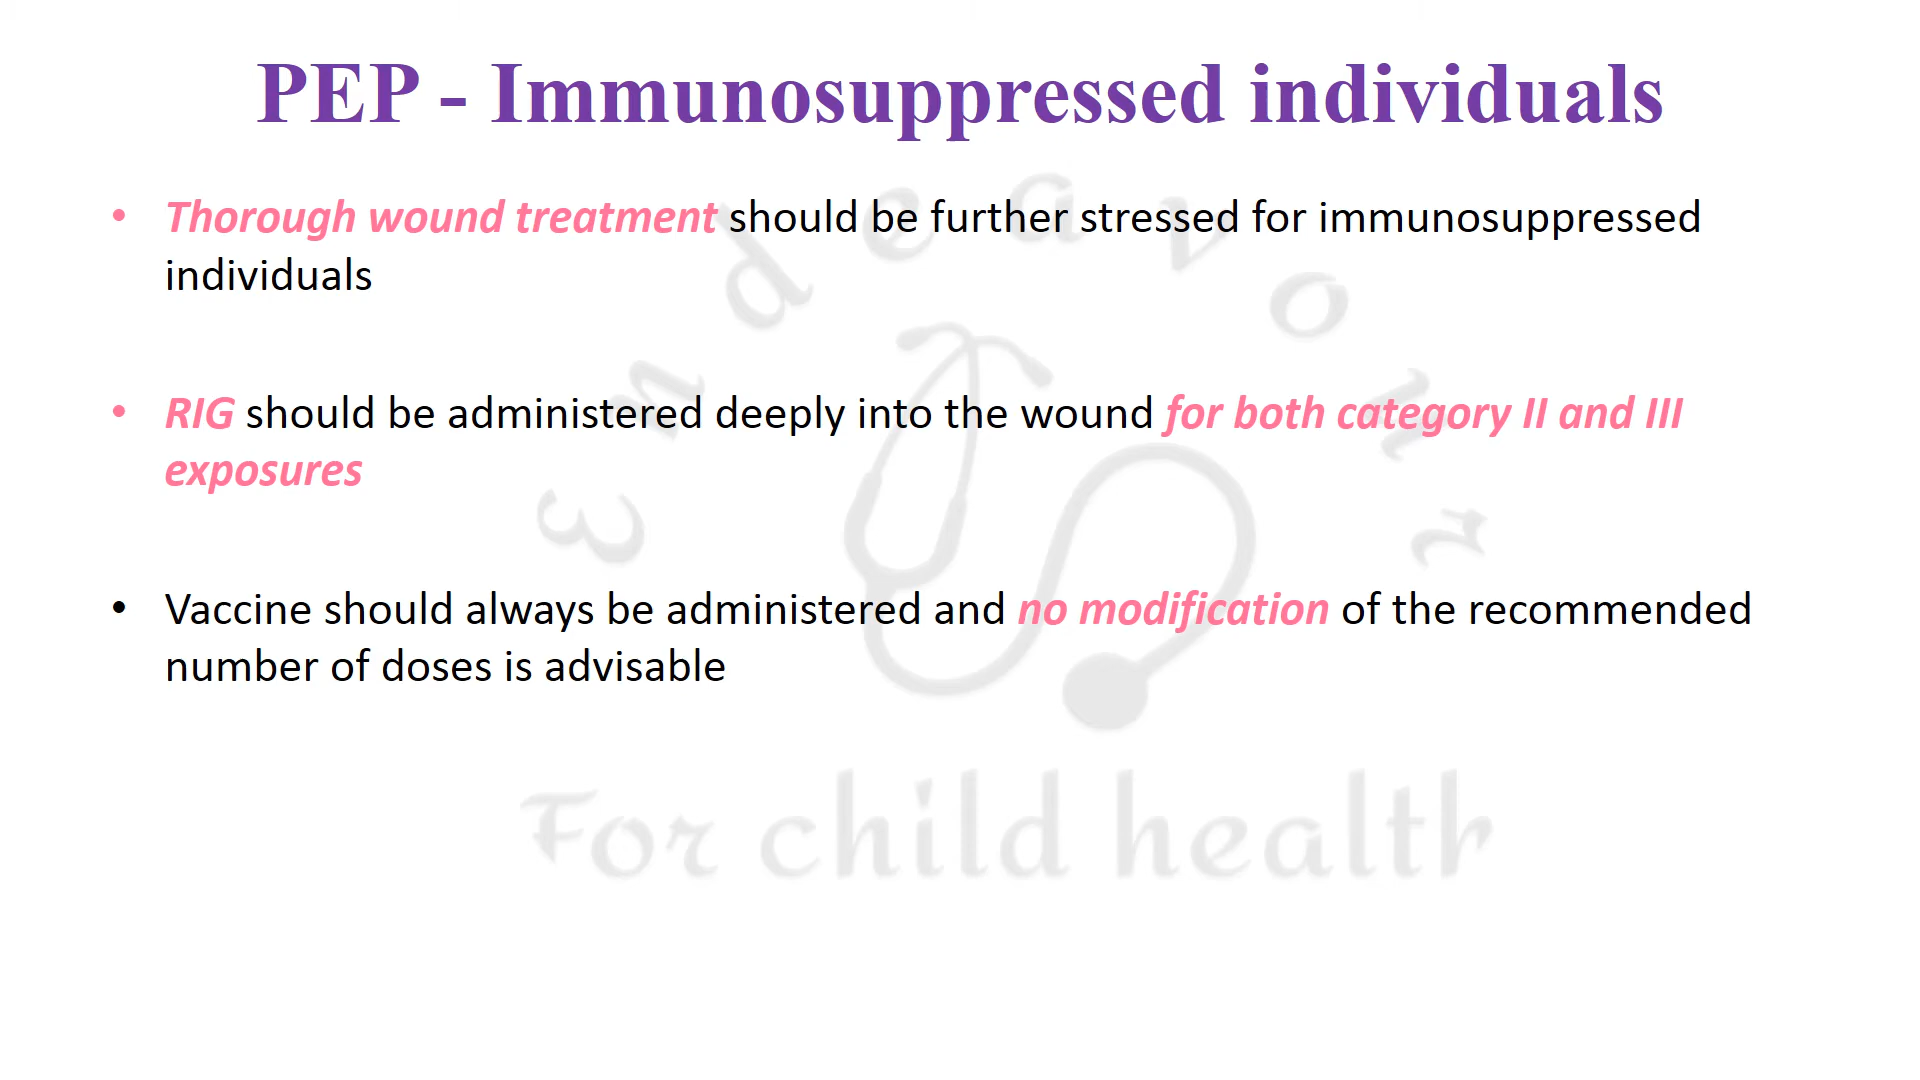 PEP - Immunosuppressed individuals
• Thorough wound treatment should be further stressed for immunosuppressed
individuals
• RIG should be administered deeply into the wound for both category II and III
exposures
• Vaccine should always be administered and no modification of the recommended
number of doses is advisable
Endeavour
For child health